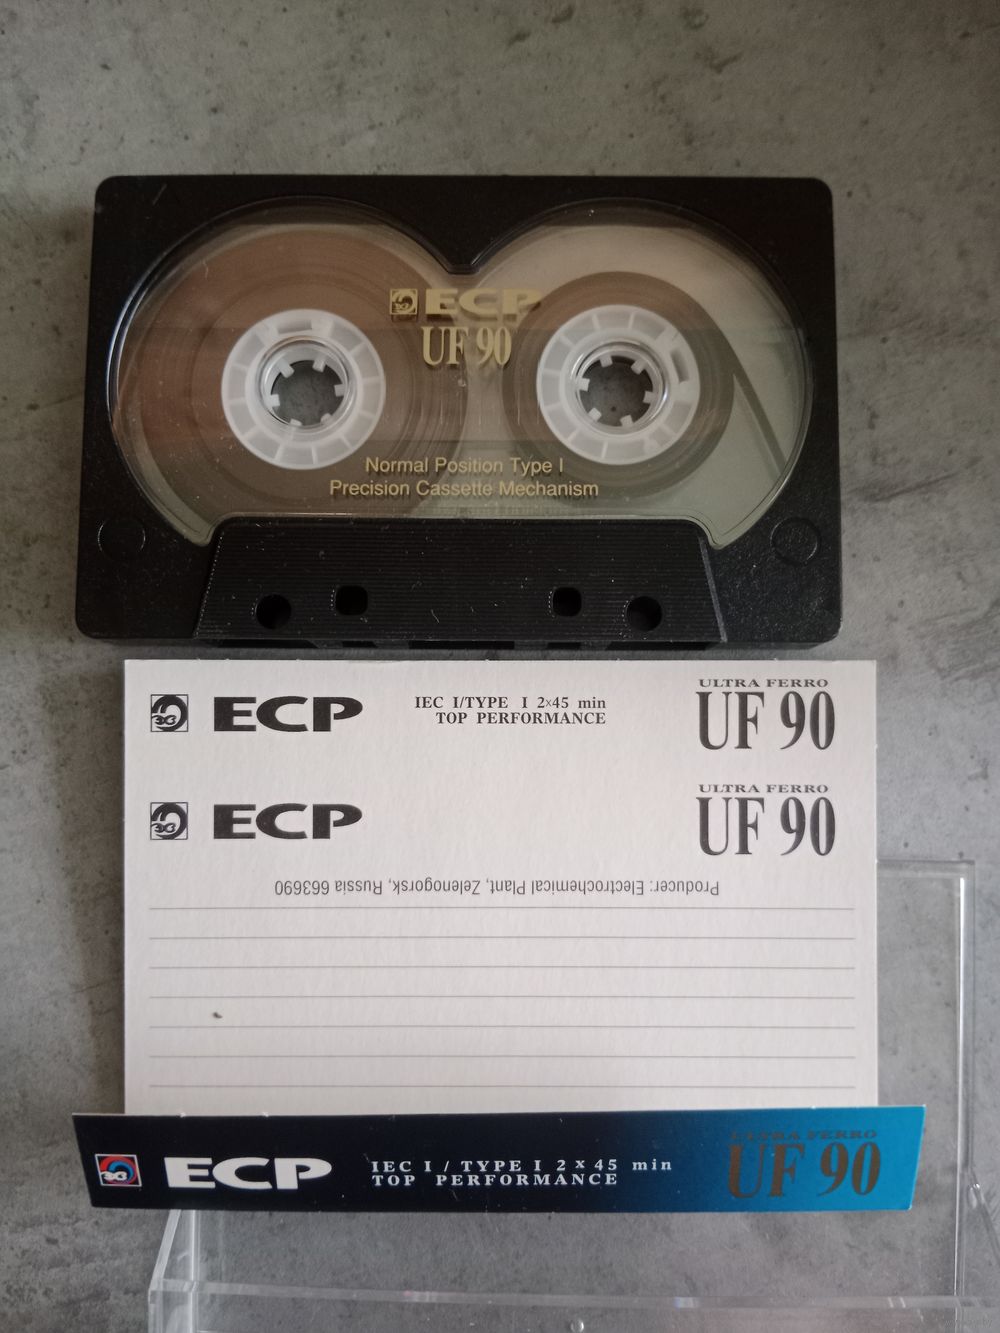 ECP
UF 90
Normal Position Type I
Precision Cassette Mechanism
ECP
IEC I/TYPE I 2x45 min
TOP PERFORMANCE
ULTRA FERRO
UF 90
ECP
ULTRA FERRO
UF 90
Producer: Electrochemical Plant, Zelenogorsk, Russia 663690
ECP
IEC I / TYPE I 2 x 45 min
TOP PERFORMANCE
ULTRA FERRO
UF 90